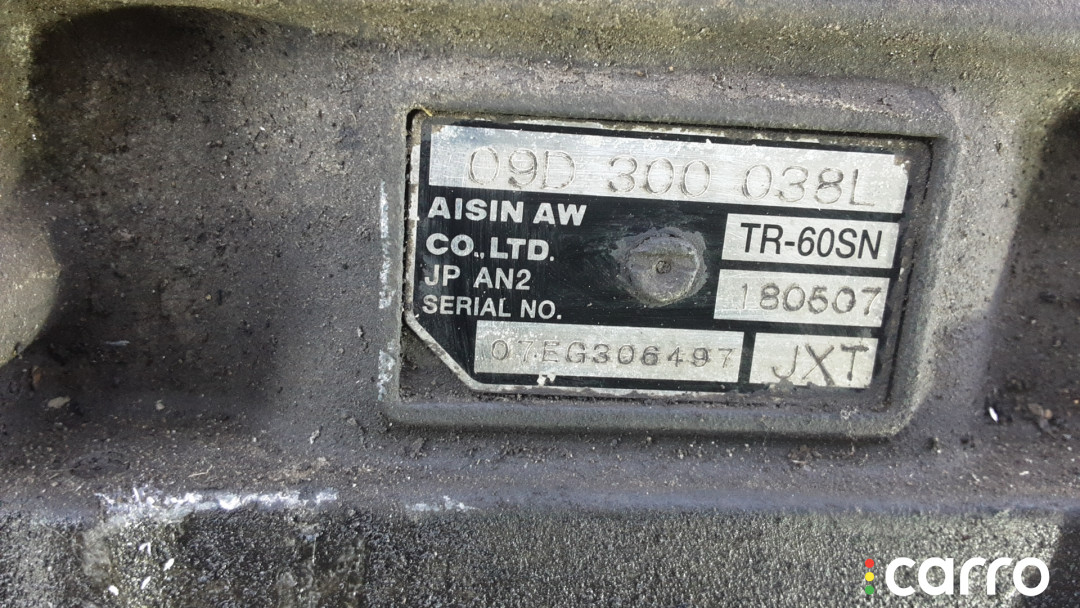 09D 300 038L
AISIN AW
CO., LTD.
TR-60SN
JP AN2
180507
SERIAL NO.
07EG306497
JXT
carro